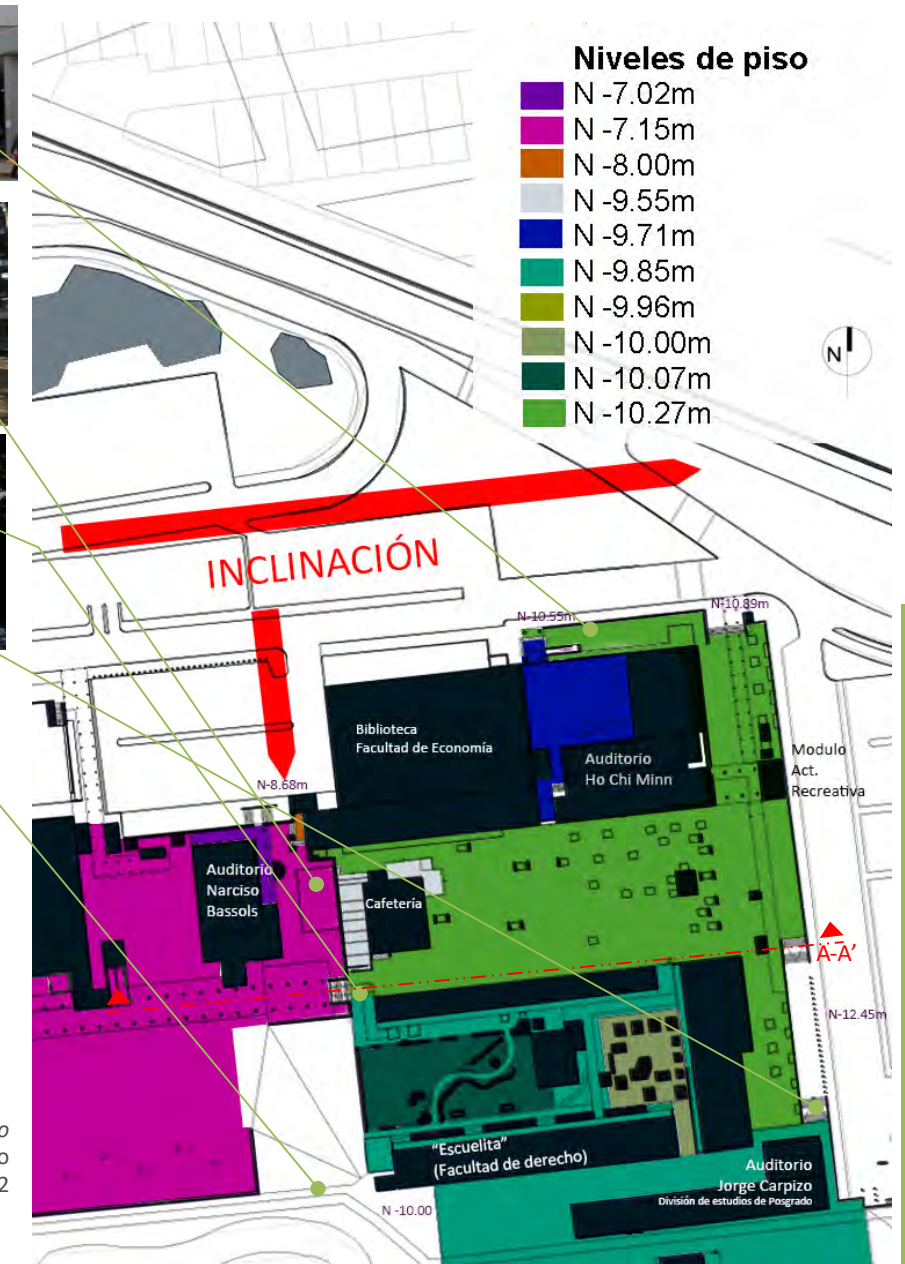 Niveles de piso
N -7.02m
N -7.15m
N -8.00m
N -9.55m
N -9.71m
N -9.85m
N -9.96m
N -10.00m
N -10.07m
N -10.27m
N
INCLINACIÓN
N-10.55m
N-10.89m
Biblioteca
Facultad de Economía
Auditorio
Ho Chi Minn
Modulo
Act.
Recreativa
N-8.68m
Auditorio
Narciso
Bassols
Cafetería
A-A'
N-12.45m
"Escuelita"
(Facultad de derecho)
Auditorio
Jorge Carpizo
División de estudios de Posgrado
N -10.00
o
o
2